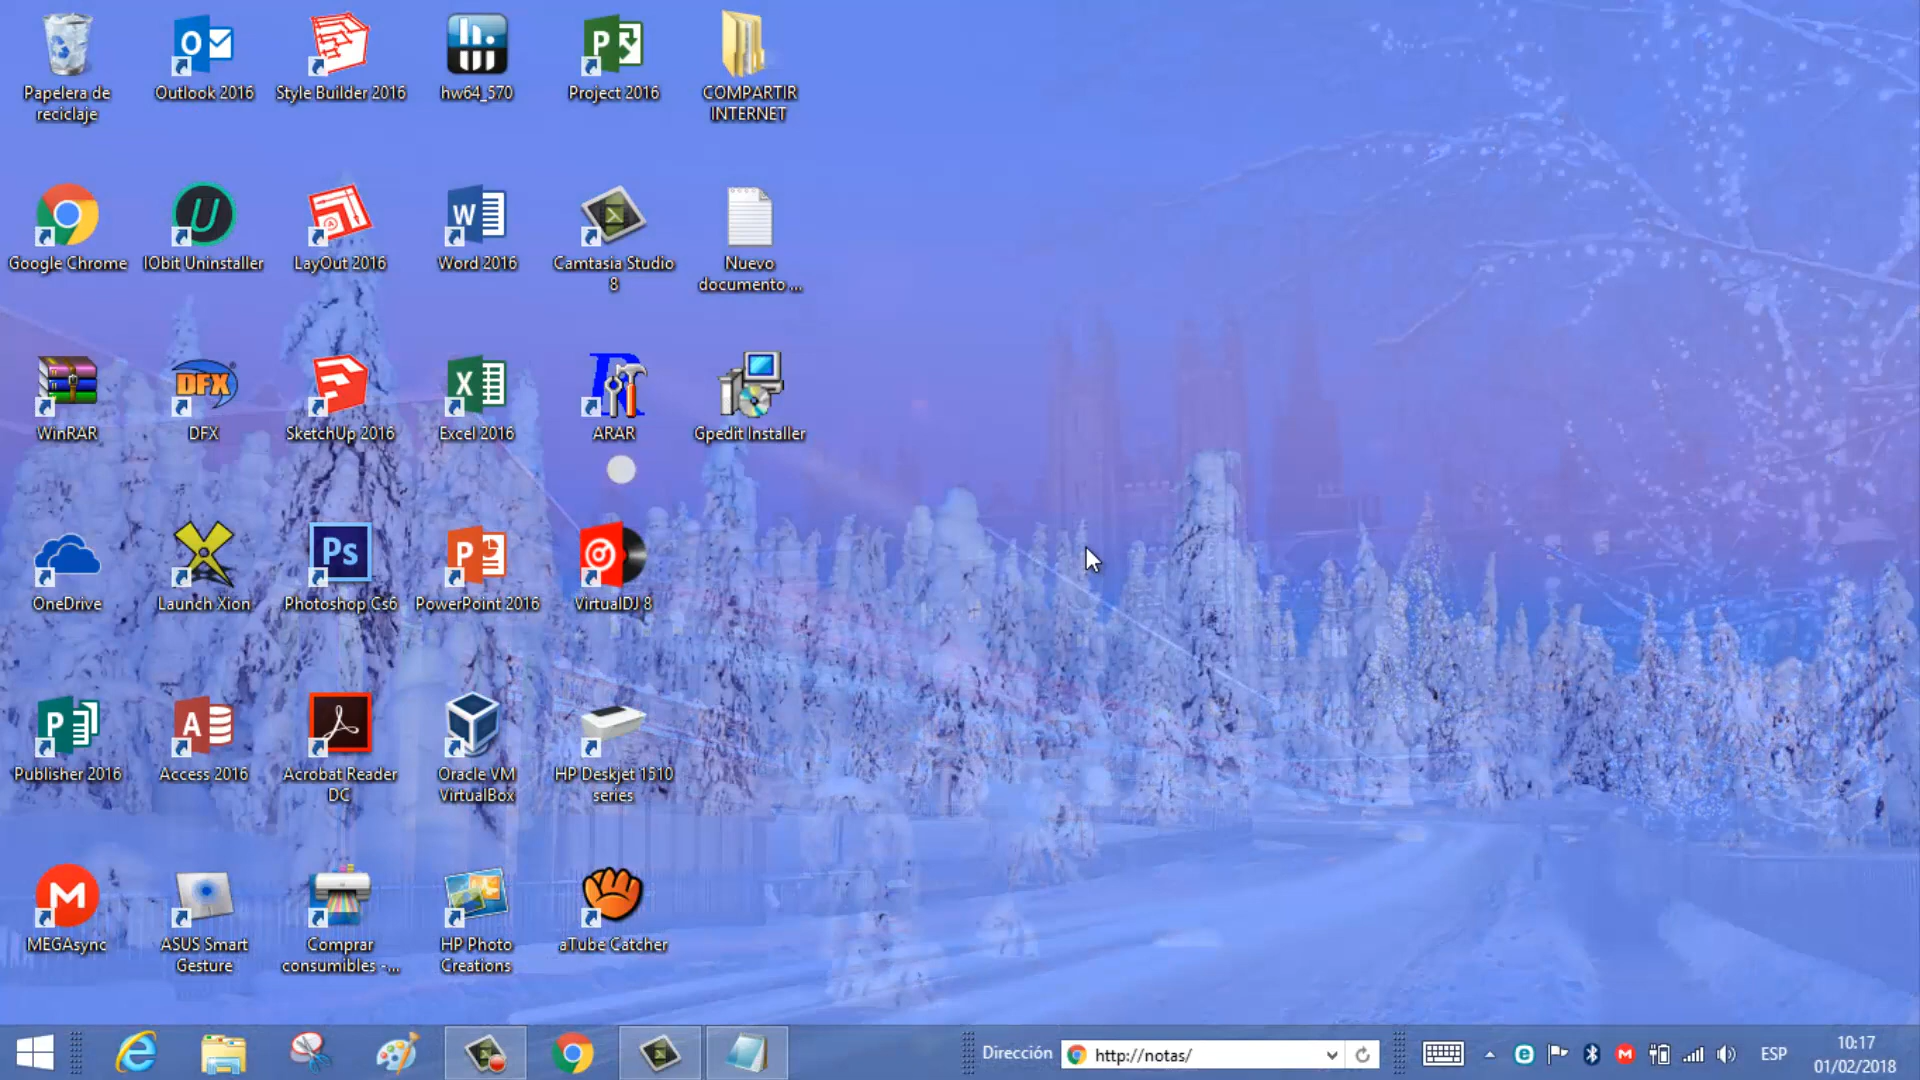 Papelera de
reciclaje
Outlook 2016
Style Builder 2016
hw64_570
Project 2016
COMPARTIR
INTERNET
Google Chrome
IObit Uninstaller
LayOut 2016
Word 2016
Camtasia Studio
8
Nuevo
documento ...
WinRAR
DFX
DFX
SketchUp 2016
Excel 2016
ARAR
Gpedit Installer
OneDrive
Launch Xion
Ps
Photoshop Cs6
PowerPoint 2016
VirtualDJ 8
Publisher 2016
Access 2016
Acrobat Reader
DC
Oracle VM
VirtualBox
HP Deskjet 1510
series
MEGAsync
ASUS Smart
Gesture
Comprar
consumibles -...
HP Photo
Creations
aTube Catcher
Dirección
http://notas/
ESP
10:17
01/02/2018